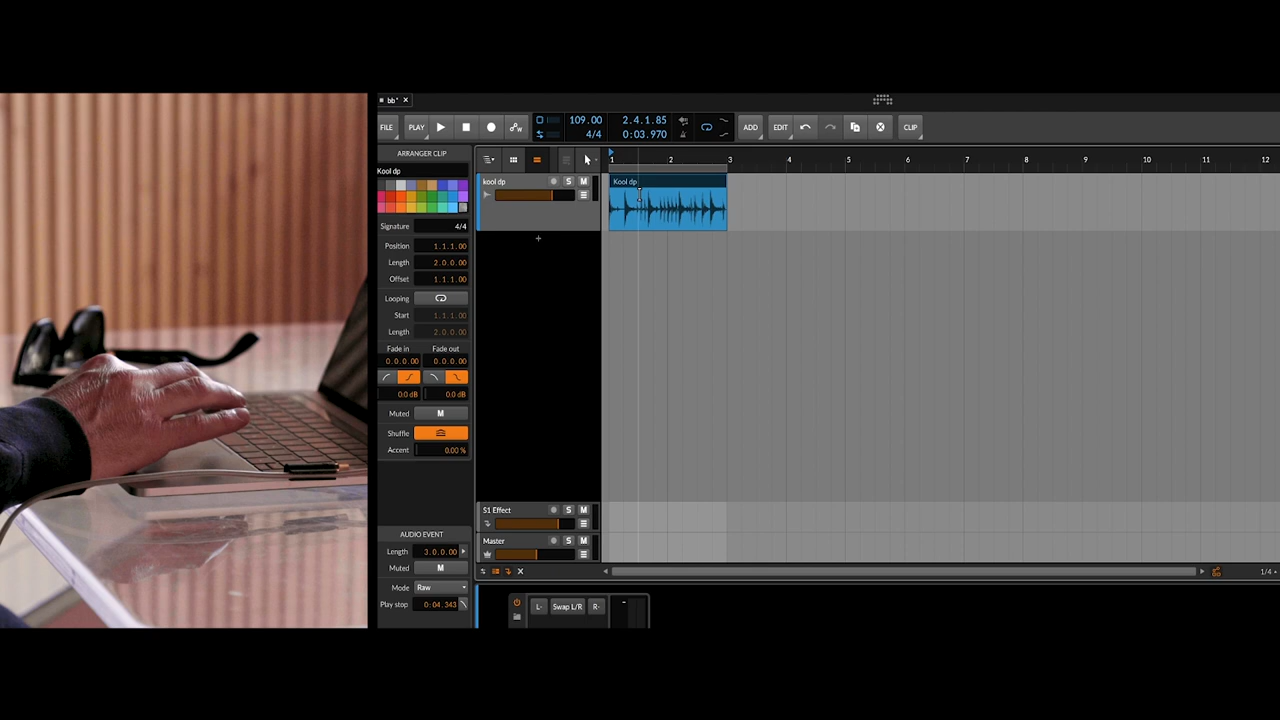 bb*
FILE PLAY 109.00 2.4.1.85 ADD EDIT CLIP
4/4 0:03.970
ARRANGER CLIP
Kool dp
Signature 4/4
Position 1.1.1.00
Length 2.0.0.00
Offset 1.1.1.00
Looping
Start 1.1.1.00
Length 2.0.0.00
Fade in Fade out
0.0.0.00 0.0.0.00
0.0 dB 0.0 dB
Muted M
Shuffle
Accent 0.00 %
AUDIO EVENT
Length 3.0.0.00
Muted M
Mode Raw
Play stop 0:04.343
1 2 3 4 5 6 7 8 9 10 11 12
kool dp S M
Kool dp
+
S1 Effect S M
Master S M
1/4
L- Swap L/R R- -